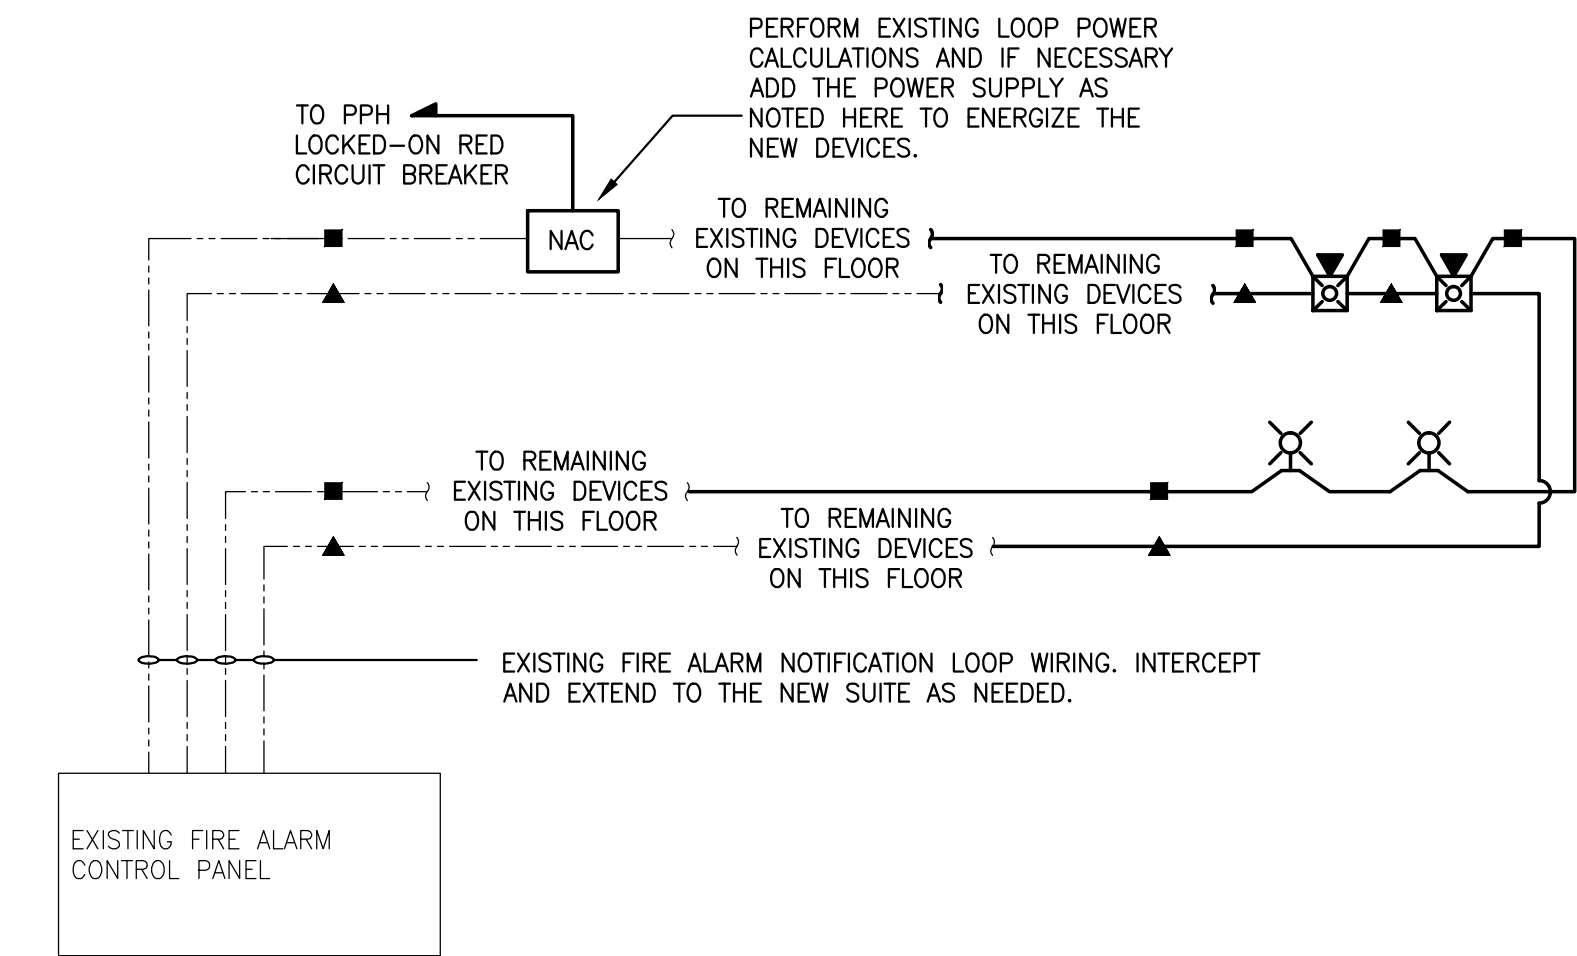 PERFORM EXISTING LOOP POWER
CALCULATIONS AND IF NECESSARY
ADD THE POWER SUPPLY AS
NOTED HERE TO ENERGIZE THE
NEW DEVICES.
TO PPH
LOCKED-ON RED
CIRCUIT BREAKER
NAC
TO REMAINING
EXISTING DEVICES
ON THIS FLOOR
TO REMAINING
EXISTING DEVICES
ON THIS FLOOR
TO REMAINING
EXISTING DEVICES
ON THIS FLOOR
TO REMAINING
EXISTING DEVICES
ON THIS FLOOR
EXISTING FIRE ALARM NOTIFICATION LOOP WIRING. INTERCEPT
AND EXTEND TO THE NEW SUITE AS NEEDED.
EXISTING FIRE ALARM
CONTROL PANEL